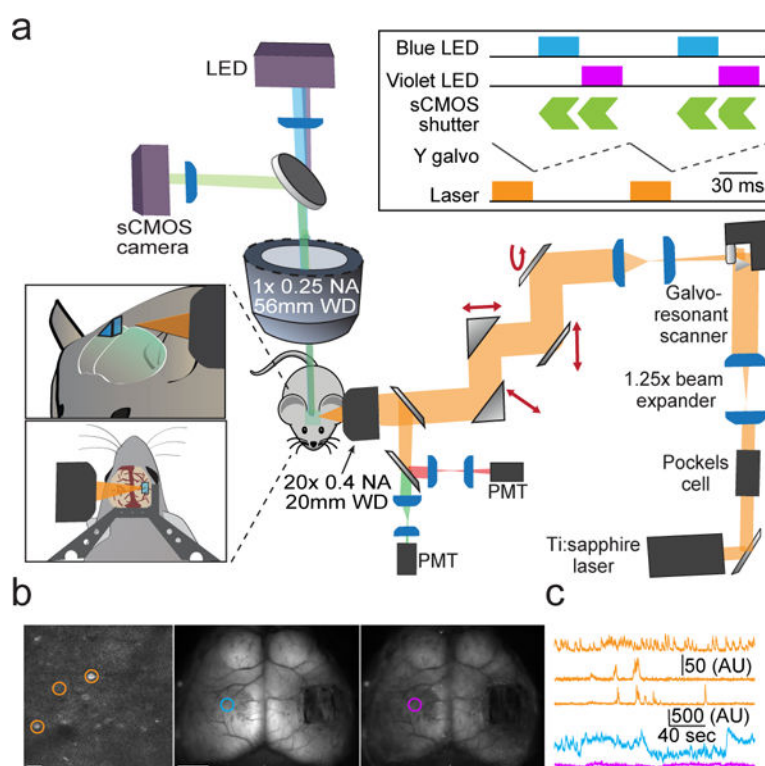 a
LED
sCMOS
camera
1x 0.25 NA
56mm WD
20x 0.4 NA
20mm WD
PMT
PMT
Blue LED
Violet LED
sCMOS
shutter
Y galvo
30 ms
Laser
Galvo-
resonant
scanner
1.25x beam
expander
Pockels
cell
Ti:sapphire
laser
b
c
50 (AU)
500 (AU)
40 sec